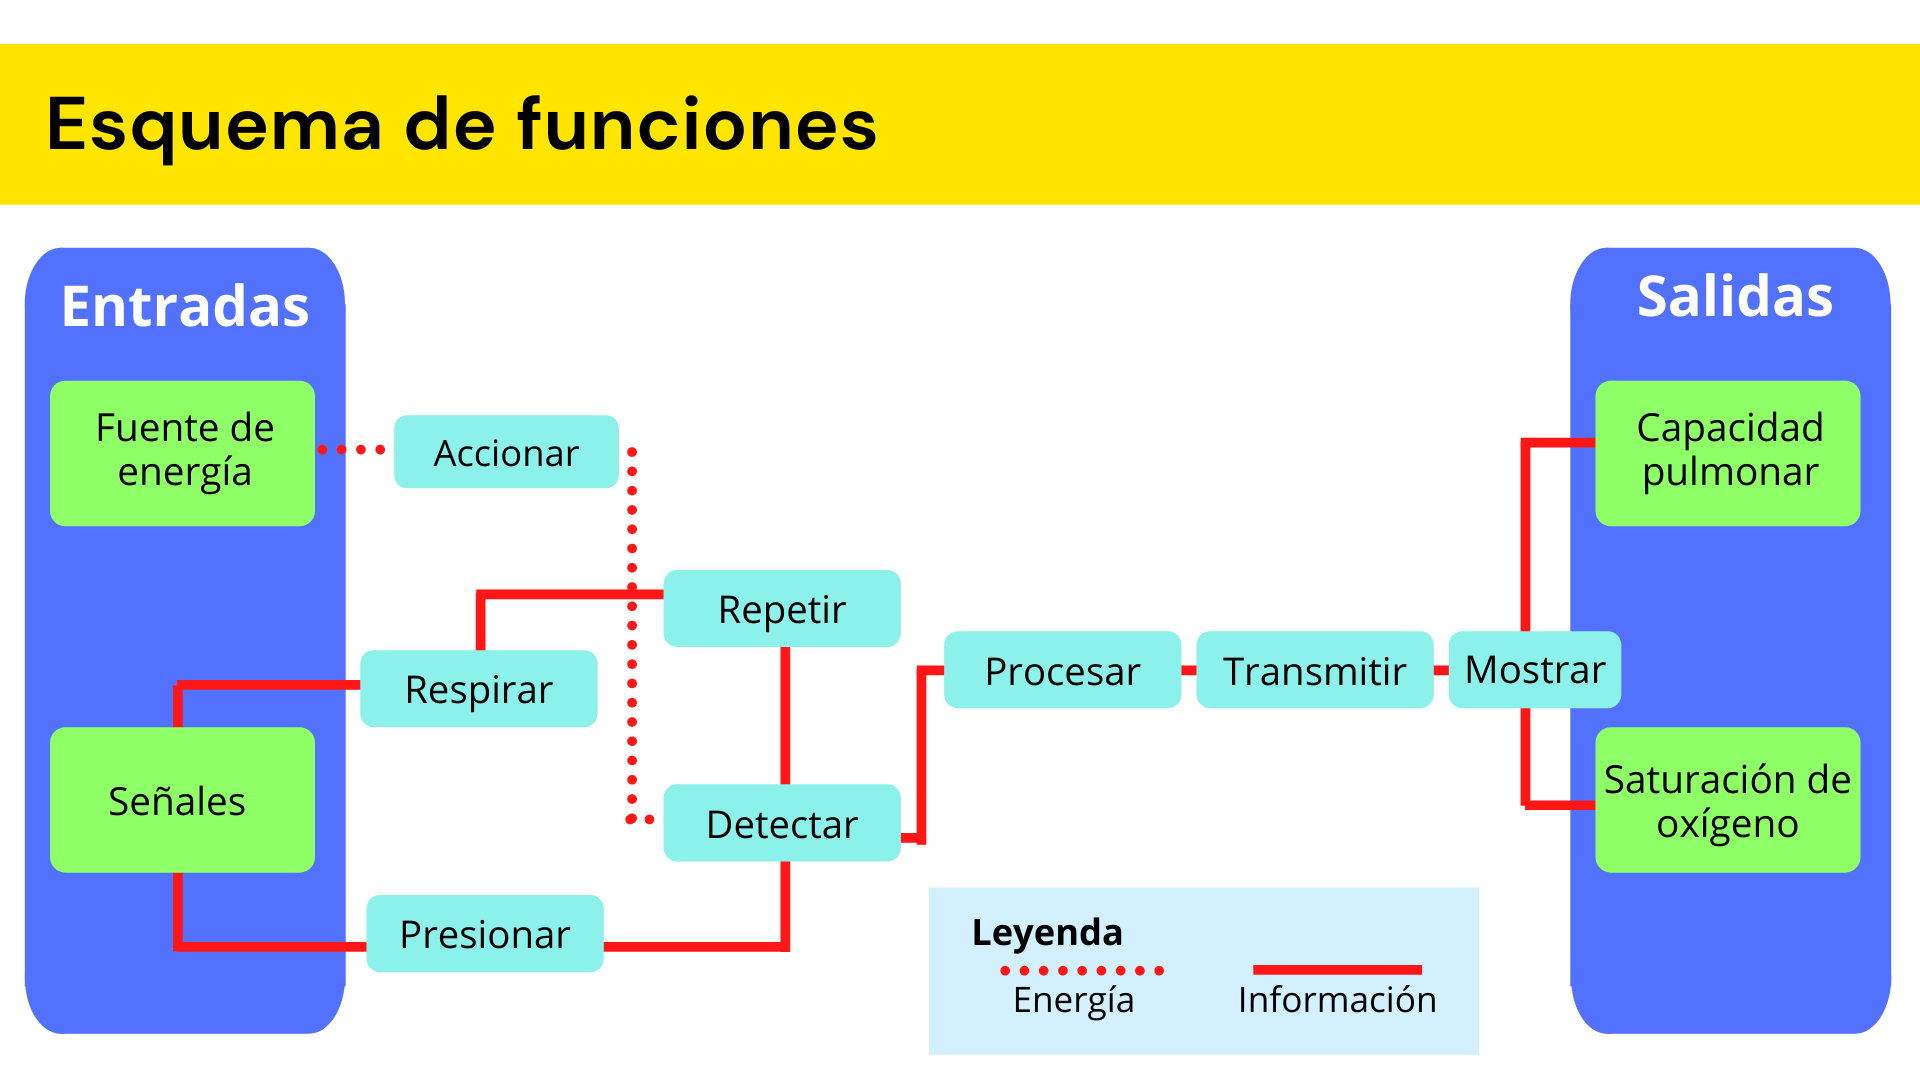 Esquema de funciones
Entradas
Salidas
Fuente de
energía
Accionar
Capacidad
pulmonar
Repetir
Respirar
Procesar
Transmitir
Mostrar
Señales
Detectar
Saturación de
oxígeno
Presionar
Leyenda
Energía
Información